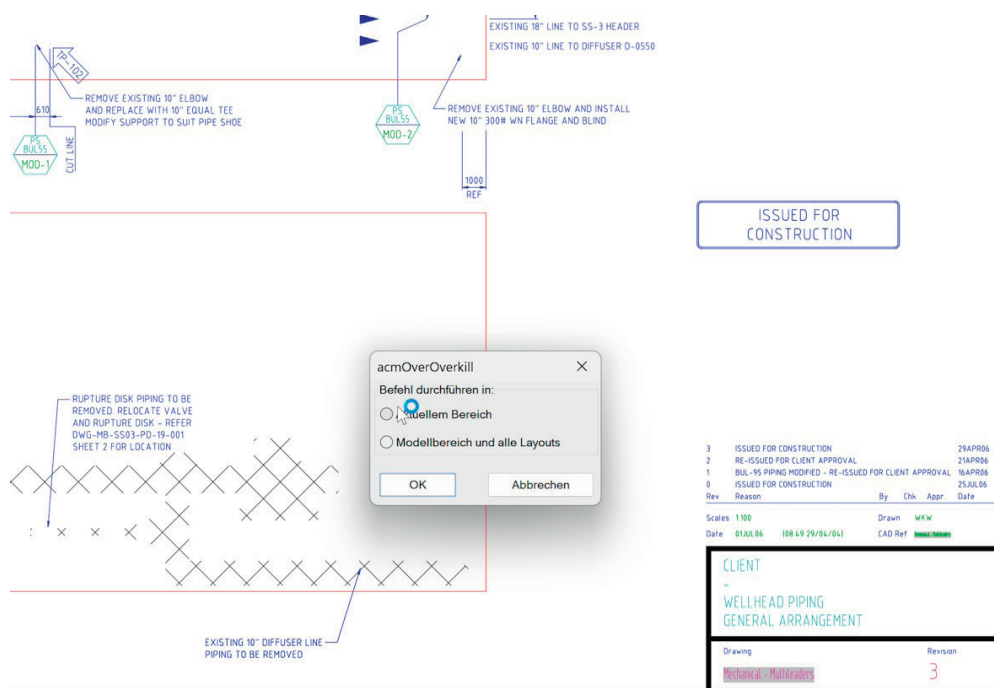 EXISTING 18" LINE TO SS-3 HEADER
EXISTING 10" LINE TO DIFFUSER D-0550
TP-102
REMOVE EXISTING 10" ELBOW
AND REPLACE WITH 10" EQUAL TEE
MODIFY SUPPORT TO SUIT PIPE SHOE
610
PS
BUL55
MOD-1
CUT LINE
PS
BUL55
MOD-2
REMOVE EXISTING 10" ELBOW AND INSTALL
NEW 10" 300# WN FLANGE AND BLIND
1000
REF
ISSUED FOR
CONSTRUCTION
acmOverOverkill
Befehl durchführen in:
Aktuellem Bereich
Modellbereich und alle Layouts
OK
Abbrechen
RUPTURE DISK PIPING TO BE
REMOVED. RELOCATE VALVE
AND RUPTURE DISK - REFER
DWG-MB-SS03-PD-19-001
SHEET 2 FOR LOCATION
EXISTING 10" DIFFUSER LINE
PIPING TO BE REMOVED
3 ISSUED FOR CONSTRUCTION 29APR06
2 RE-ISSUED FOR CLIENT APPROVAL 21APR06
1 BUL-95 PIPING MODIFIED - RE-ISSUED FOR CLIENT APPROVAL 16APR06
0 ISSUED FOR CONSTRUCTION 25JUL06
Rev Reason By Chk Appr. Date
Scales 1:100 Drawn WKW
Date 01JUL06 (08:49 29/04/04) CAD Ref
CLIENT
-
WELLHEAD PIPING
GENERAL ARRANGEMENT
Drawing Revision
Mechanical - Multileaders 3